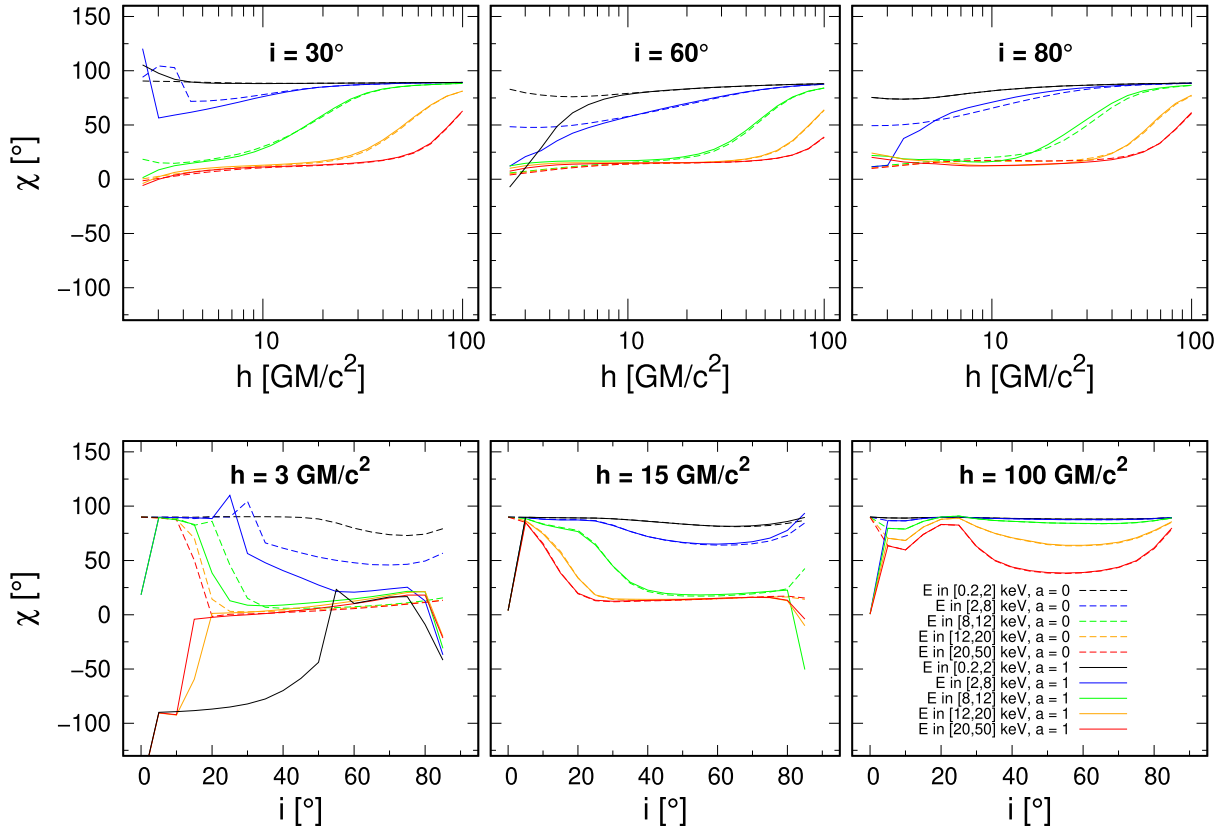 i = 30°
i = 60°
i = 80°
150
100
50
0
−50
−100
χ [°]
10
100
10
100
10
100
h [GM/c²]
h [GM/c²]
h [GM/c²]
h = 3 GM/c²
h = 15 GM/c²
h = 100 GM/c²
150
100
50
0
−50
−100
χ [°]
E in [0.2,2] keV, a = 0
E in [2,8] keV, a = 0
E in [8,12] keV, a = 0
E in [12,20] keV, a = 0
E in [20,50] keV, a = 0
E in [0.2,2] keV, a = 1
E in [2,8] keV, a = 1
E in [8,12] keV, a = 1
E in [12,20] keV, a = 1
E in [20,50] keV, a = 1
0 20 40 60 80
0 20 40 60 80
0 20 40 60 80
i [°]
i [°]
i [°]